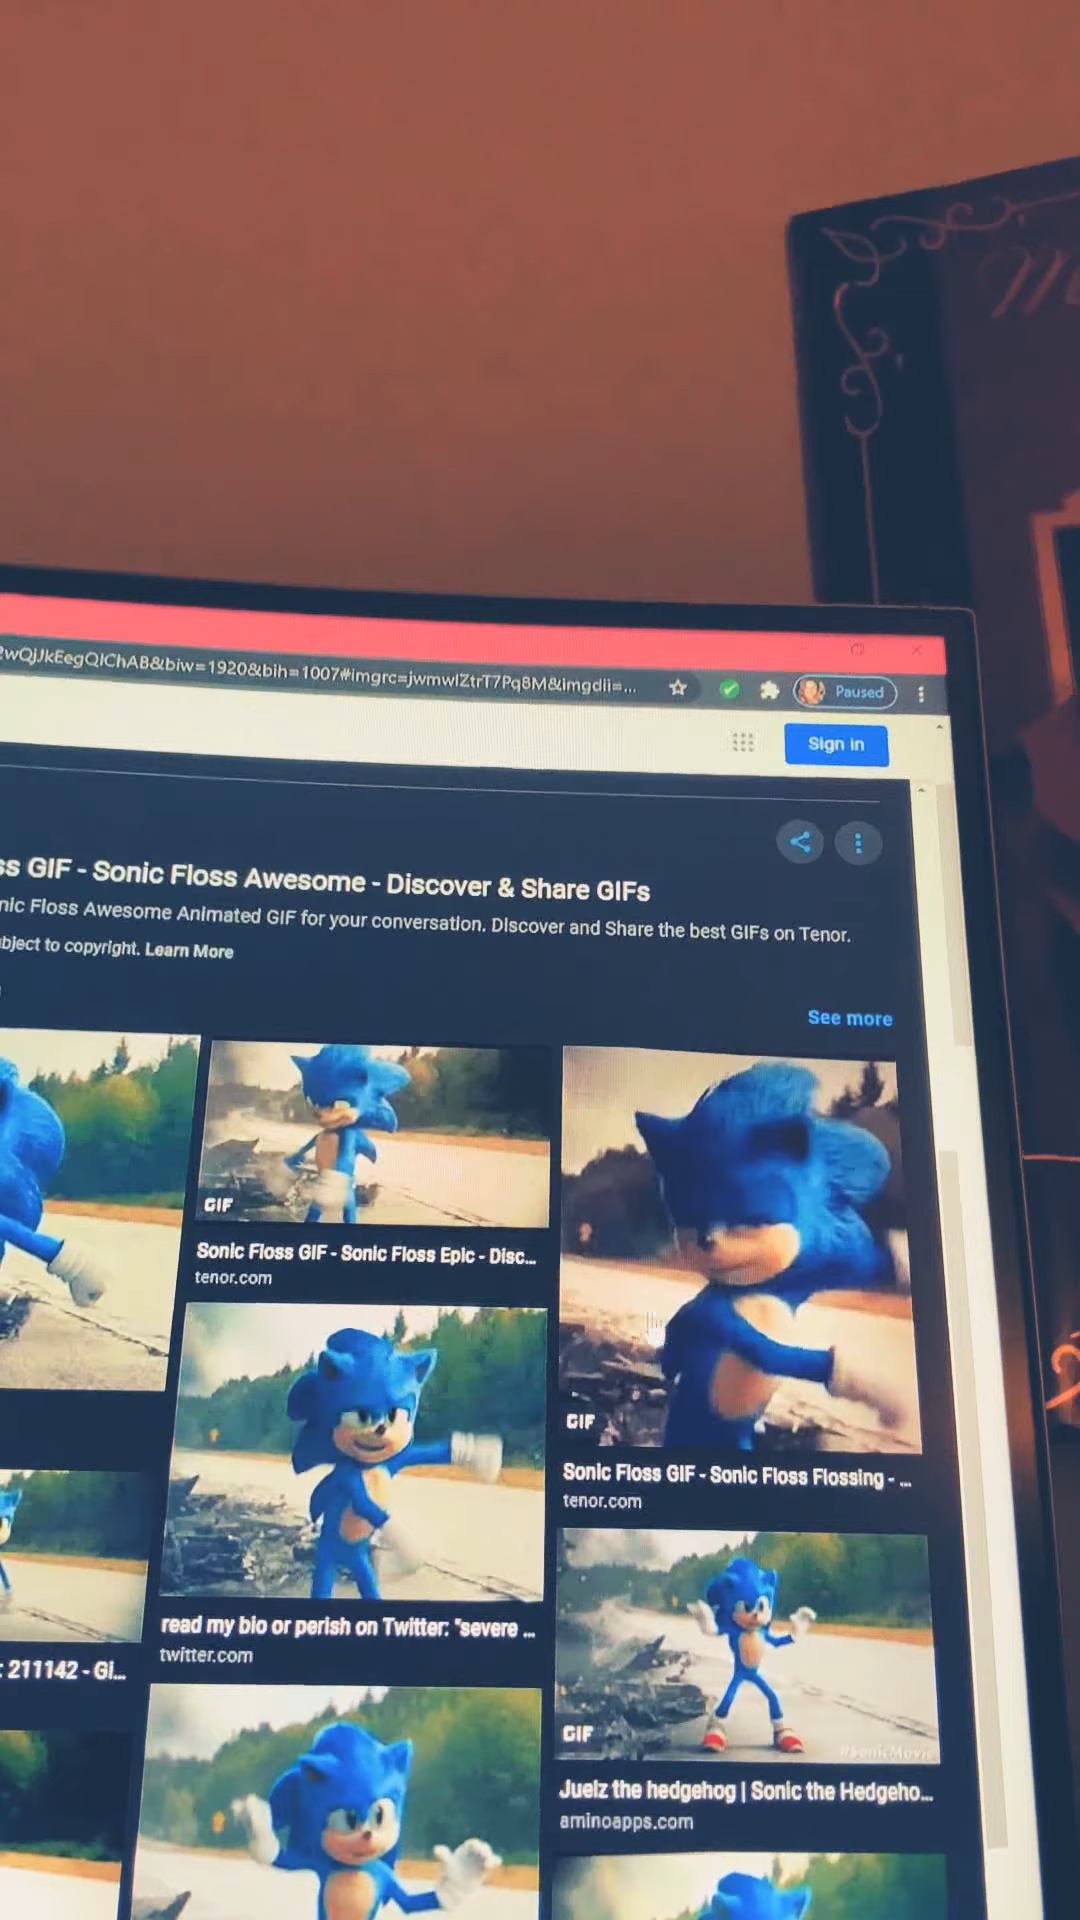 2wQjJkEegQIChAB&biw=1920&bih=1007#imgrc=jwmwIZtrT7Pq8M&imgdii=...
Paused
Sign in
ss GIF - Sonic Floss Awesome - Discover & Share GIFs
nic Floss Awesome Animated GIF for your conversation. Discover and Share the best GIFs on Tenor.
bject to copyright. Learn More
See more
GIF
Sonic Floss GIF - Sonic Floss Epic - Disc...
tenor.com
GIF
Sonic Floss GIF - Sonic Floss Flossing - ...
tenor.com
read my bio or perish on Twitter: "severe ...
twitter.com
: 211142 - Gi...
GIF
#SonicMovie
Juelz the hedgehog | Sonic the Hedgeho...
aminoapps.com